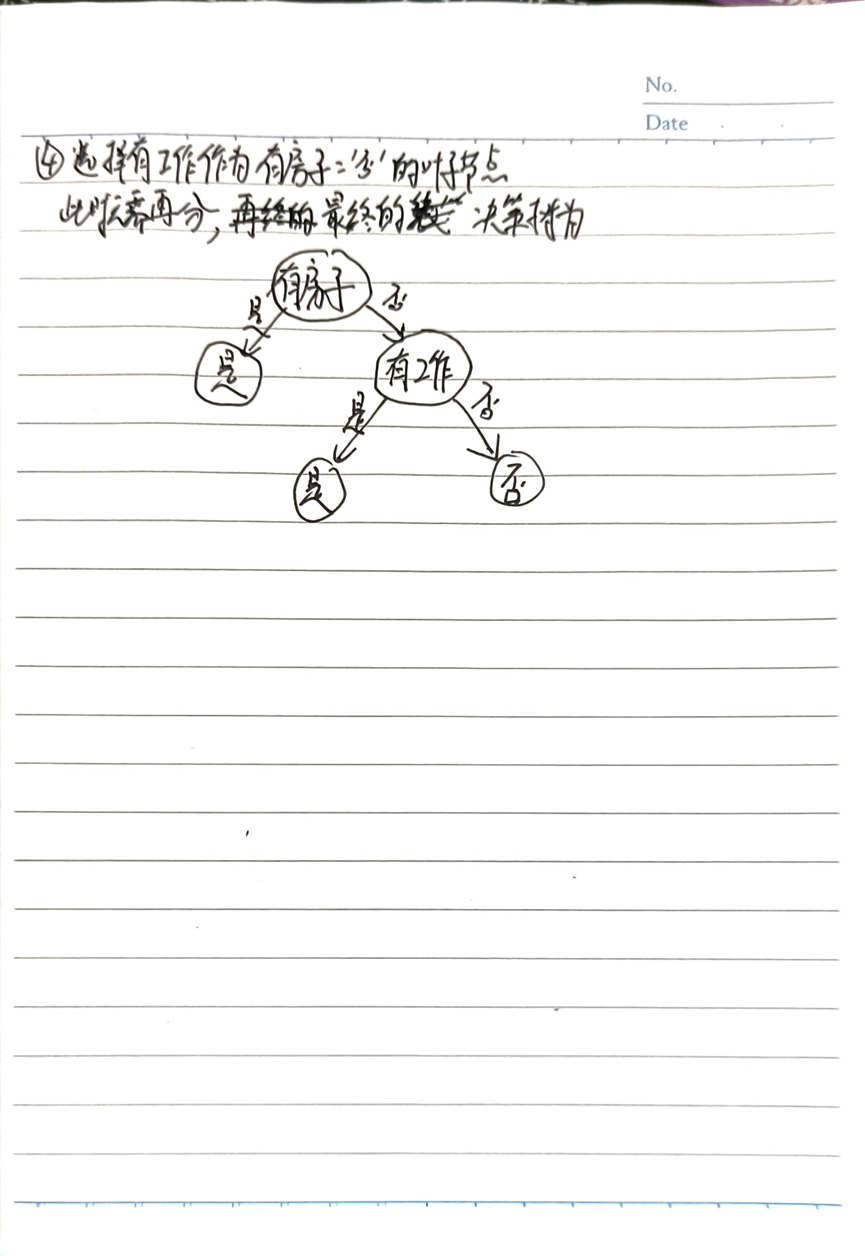 No.
Date
④选择有工作作为有房子='否'的叶子节点
此时无需再分,再终的最终的 决策树为
有房子
是 否
是 有工作
是 否
是 否